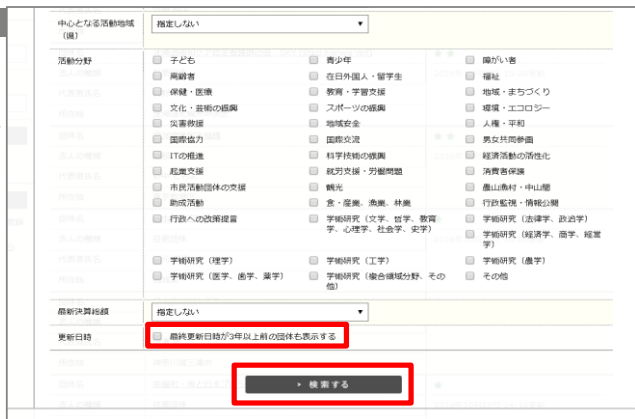 中心となる活動地域 指定しない
(県)
活動分野 子ども 青少年 障がい者
高齢者 在日外国人・留学生 福祉
保健・医療 教育・学習支援 地域・まちづくり
文化・芸術の振興 スポーツの振興 環境・エコロジー
災害救援 地域安全 人権・平和
国際協力 国際交流 男女共同参画
ITの推進 科学技術の振興 経済活動の活性化
起業支援 就労支援・労働問題 消費者保護
市民活動団体の支援 観光 農山漁村・中山間
助成活動 食・産業、漁業、林業 行政監視・情報公開
行政への政策提言 学術研究(文学、哲学、教育学、心理学、社会学、史学) 学術研究(法律学、政治学)
学術研究(経済学、商学、経営学)
学術研究(理学) 学術研究(工学) 学術研究(農学)
学術研究(医学、歯学、薬学) 学術研究(複合領域分野、その他) その他
最新決算総額 指定しない
更新日時 最終更新日時が3年以上前の団体も表示する
検索する